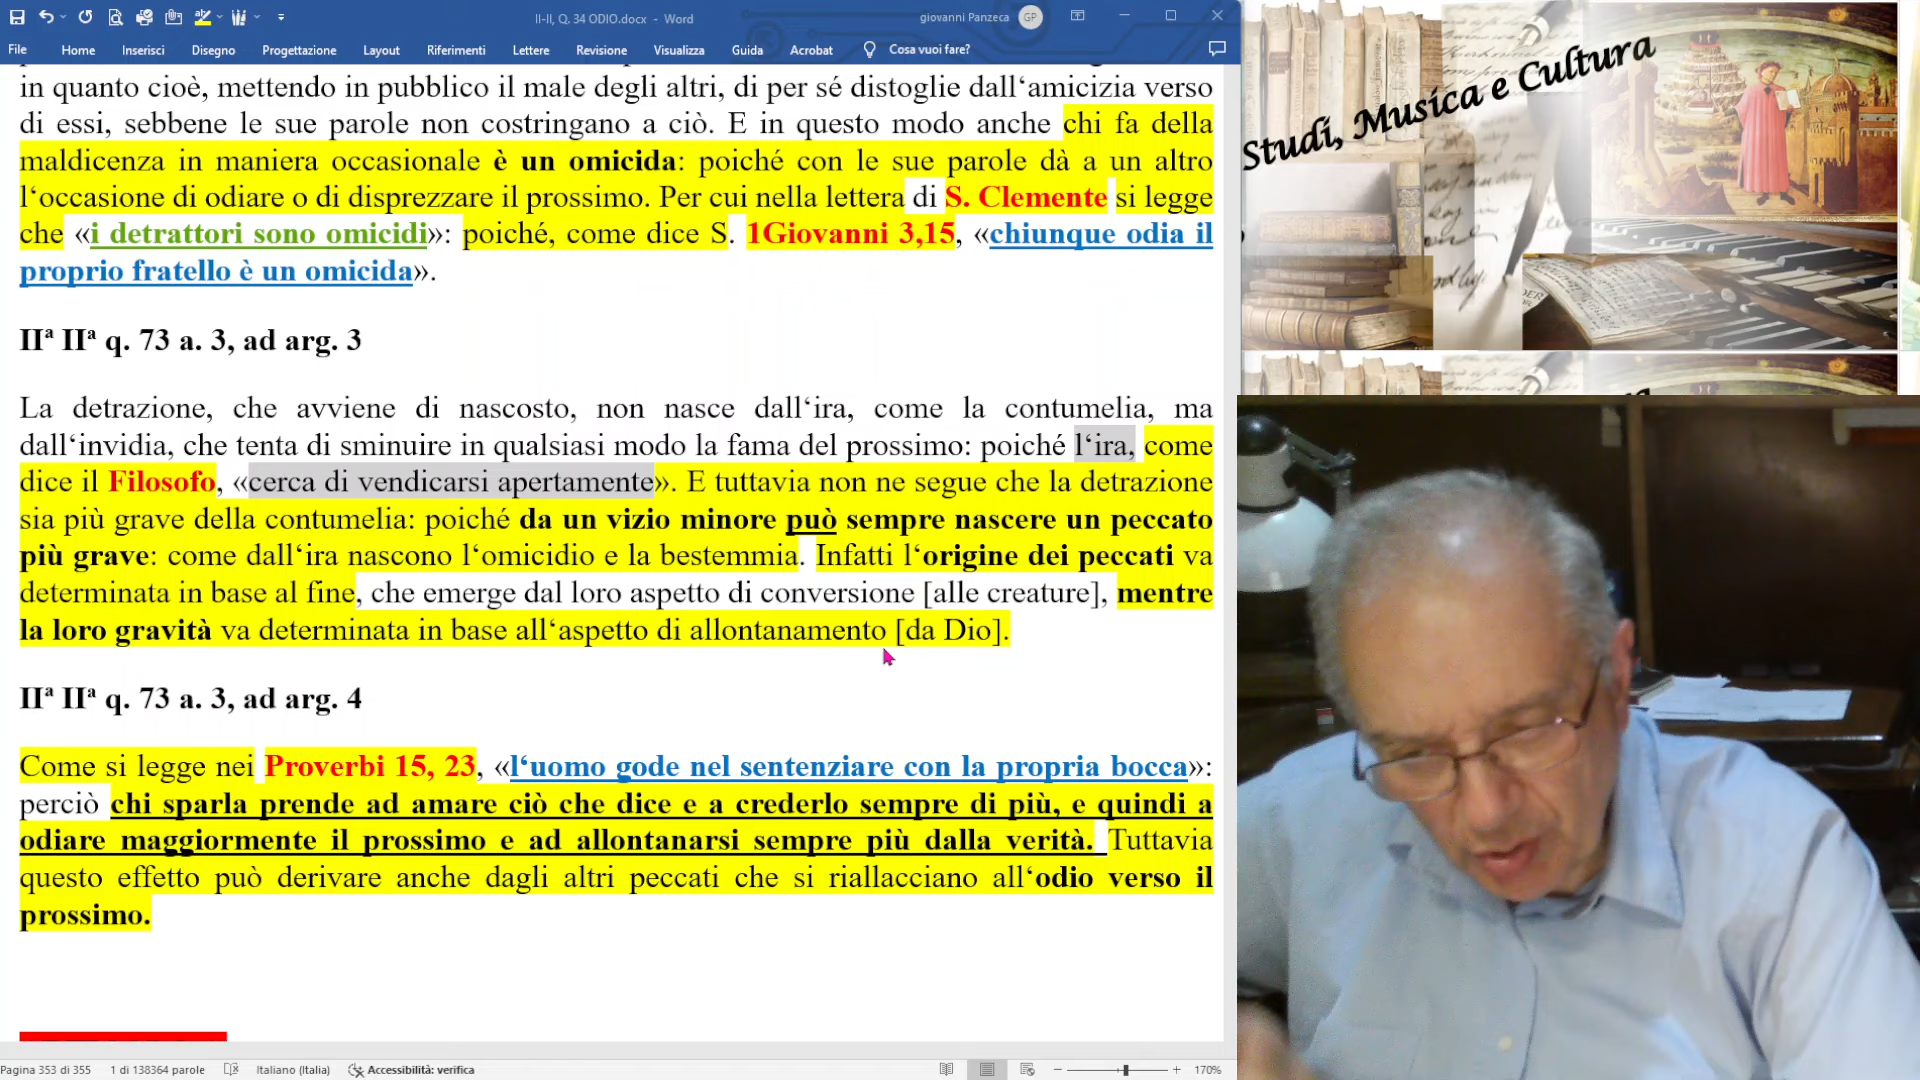 II-II, Q. 34 ODIO.docx - Word
giovanni Panzeca
GP
File Home Inserisci Disegno Progettazione Layout Riferimenti Lettere Revisione Visualizza Guida Acrobat Cosa vuoi fare?
in quanto cioè, mettendo in pubblico il male degli altri, di per sé distoglie dall‘amicizia verso
di essi, sebbene le sue parole non costringano a ciò. E in questo modo anche chi fa della
maldicenza in maniera occasionale è un omicida: poiché con le sue parole dà a un altro
l‘occasione di odiare o di disprezzare il prossimo. Per cui nella lettera di S. Clemente si legge
che «i detrattori sono omicidi»: poiché, come dice S. 1Giovanni 3,15, «chiunque odia il
proprio fratello è un omicida».
IIª IIª q. 73 a. 3, ad arg. 3
La detrazione, che avviene di nascosto, non nasce dall‘ira, come la contumelia, ma
dall‘invidia, che tenta di sminuire in qualsiasi modo la fama del prossimo: poiché l‘ira, come
dice il Filosofo, «cerca di vendicarsi apertamente». E tuttavia non ne segue che la detrazione
sia più grave della contumelia: poiché da un vizio minore può sempre nascere un peccato
più grave: come dall‘ira nascono l‘omicidio e la bestemmia. Infatti l‘origine dei peccati va
determinata in base al fine, che emerge dal loro aspetto di conversione [alle creature], mentre
la loro gravità va determinata in base all‘aspetto di allontanamento [da Dio].
IIª IIª q. 73 a. 3, ad arg. 4
Come si legge nei Proverbi 15, 23, «l‘uomo gode nel sentenziare con la propria bocca»:
perciò chi sparla prende ad amare ciò che dice e a crederlo sempre di più, e quindi a
odiare maggiormente il prossimo e ad allontanarsi sempre più dalla verità. Tuttavia
questo effetto può derivare anche dagli altri peccati che si riallacciano all‘odio verso il
prossimo.
Pagina 353 di 355 1 di 138364 parole Italiano (Italia) Accessibilità: verifica 170%
Studi, Musica e Cultura